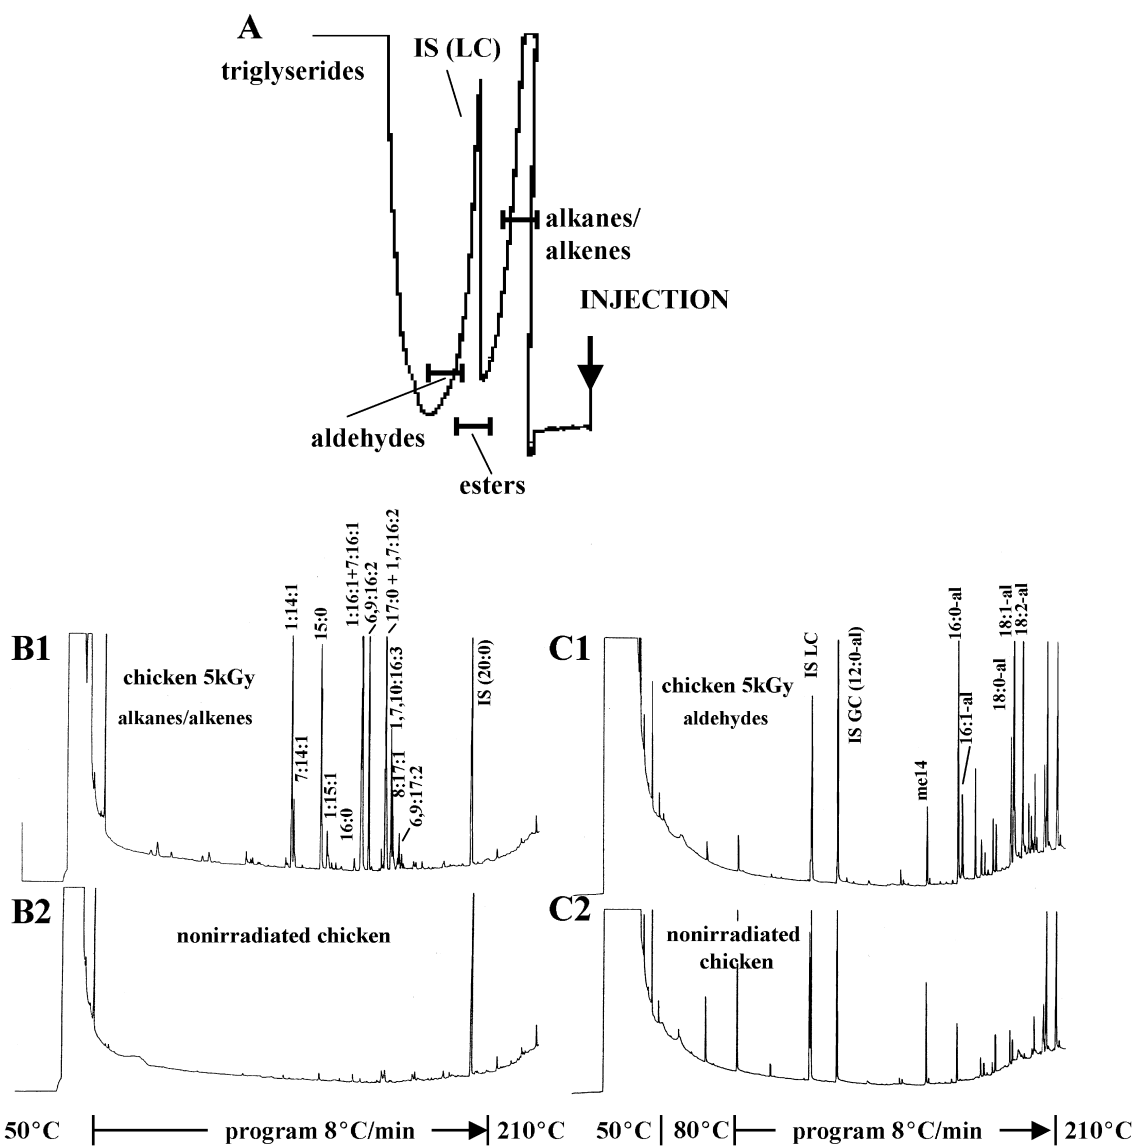 A
triglyserides
IS (LC)
alkanes/
alkenes
INJECTION
aldehydes
esters
B1
chicken 5kGy
alkanes/alkenes
1:14:1
7:14:1
15:0
1:15:1
16:0
1:16:1+7:16:1
6,9:16:2
17:0 + 1,7:16:2
1,7,10:16:3
8:17:1
6,9:17:2
IS (20:0)
C1
chicken 5kGy
aldehydes
IS LC
IS GC (12:0-al)
me14
16:0-al
16:1-al
18:0-al
18:1-al
18:2-al
B2
nonirradiated chicken
C2
nonirradiated
chicken
50°C program 8°C/min 210°C
50°C 80°C program 8°C/min 210°C